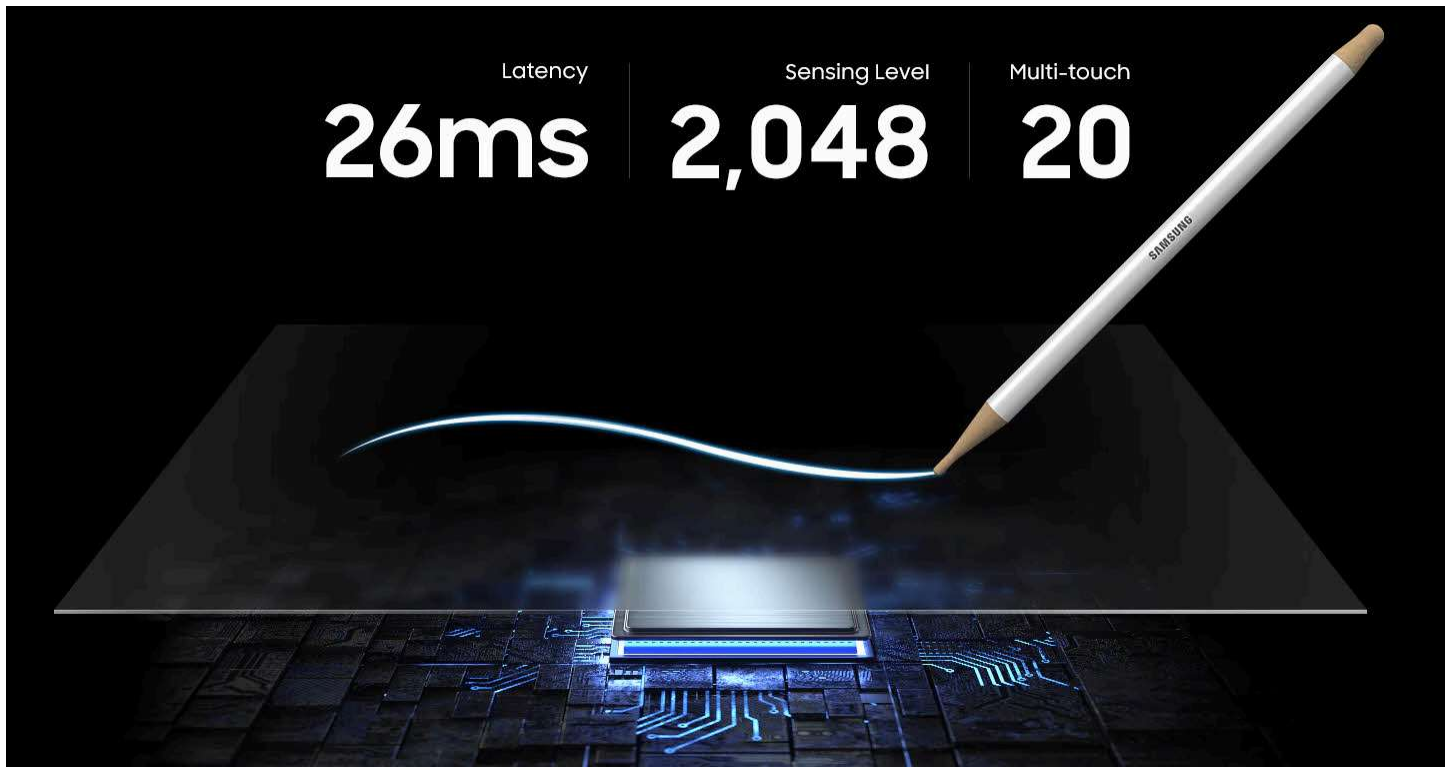 Latency
26ms
Sensing Level
2,048
Multi-touch
20
SAMSUNG